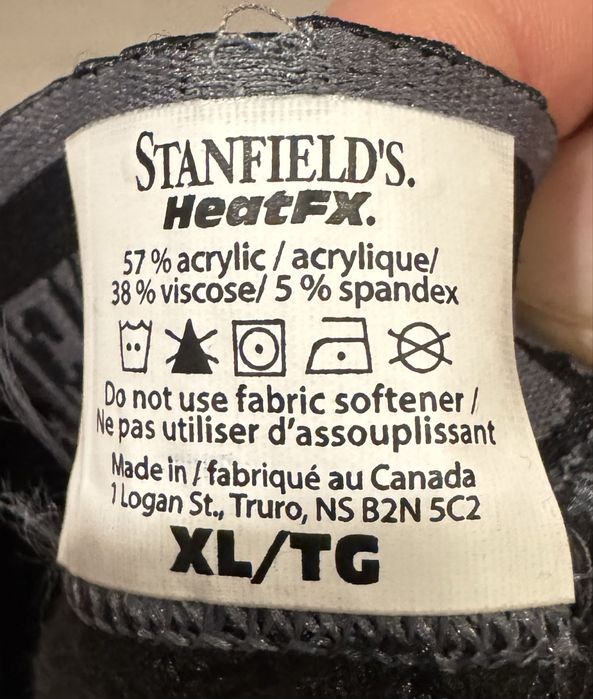 STANFIELD'S.
HeatFX.
57 % acrylic / acrylique/
38 % viscose/ 5 % spandex
Do not use fabric softener /
Ne pas utiliser d'assouplissant
Made in / fabriqué au Canada
1 Logan St., Truro, NS B2N 5C2
XL/TG